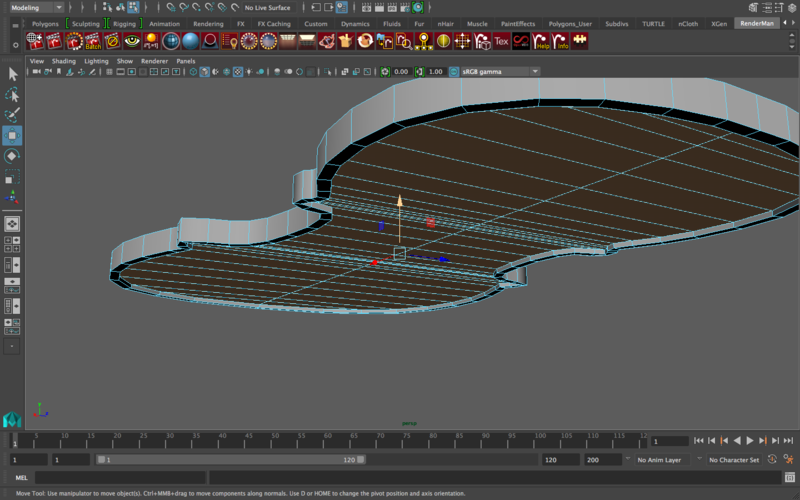 Modeling No Live Surface 0
Polygons Sculpting Rigging Animation Rendering FX FX Caching Custom Dynamics Fluids Fur nHair Muscle PaintEffects Polygons_User Subdivs TURTLE nCloth XGen RenderMan
Batch Tex Help Info
View Shading Lighting Show Renderer Panels
0.00 1.00 sRGB gamma
persp
1 5 10 15 20 25 30 35 40 45 50 55 60 65 70 75 80 85 90 95 100 105 110 115 12 1
1 1 1 120 120 200 No Anim Layer No Character Set
MEL
Move Tool: Use manipulator to move object(s). Ctrl+MMB+drag to move components along normals. Use D or HOME to change the pivot position and axis orientation.